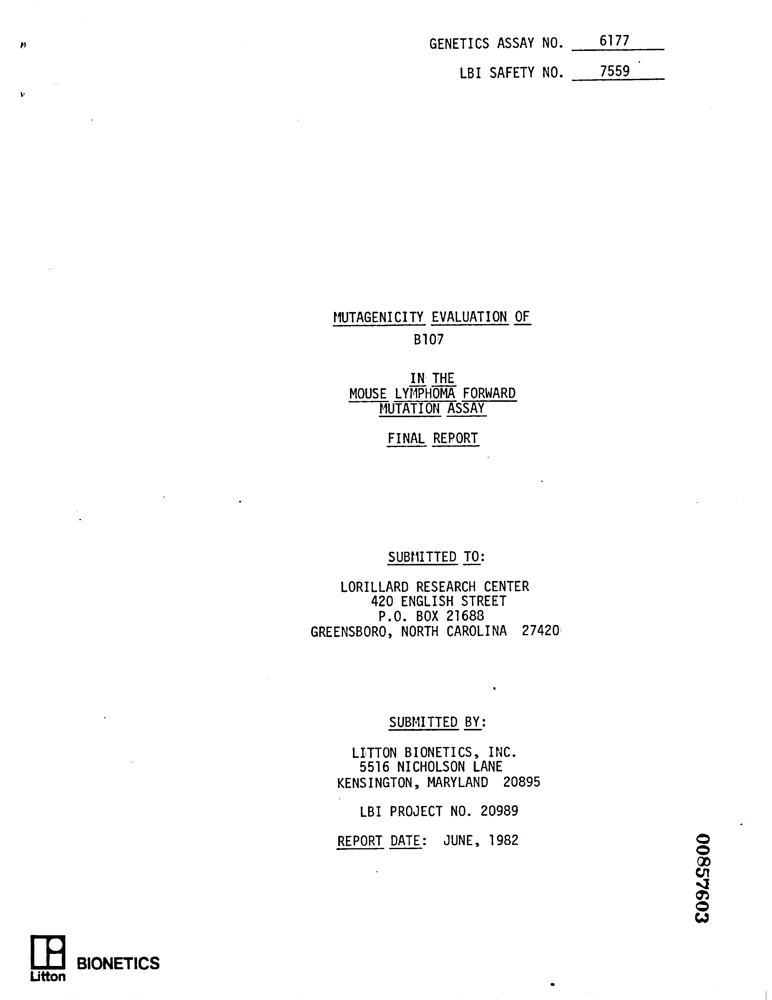 GENETICS ASSAY NO. 6177
LBI SAFETY NO. 7559
MUTAGENICITY EVALUATION OF
B107
IN THE
MOUSE LYMPHOMA FORWARD
MUTATION ASSAY
FINAL REPORT
SUBMITTED TO:
LORILLARD RESEARCH CENTER
420 ENGLISH STREET
P.O. BOX 21688
GREENSBORO, NORTH CAROLINA 27420
SUBMITTED BY:
LITTON BIONETICS, INC.
5516 NICHOLSON LANE
KENSINGTON, MARYLAND 20895
LBI PROJECT NO. 20989
REPORT DATE: JUNE, 1982
00857603
BIONETICS
Litton